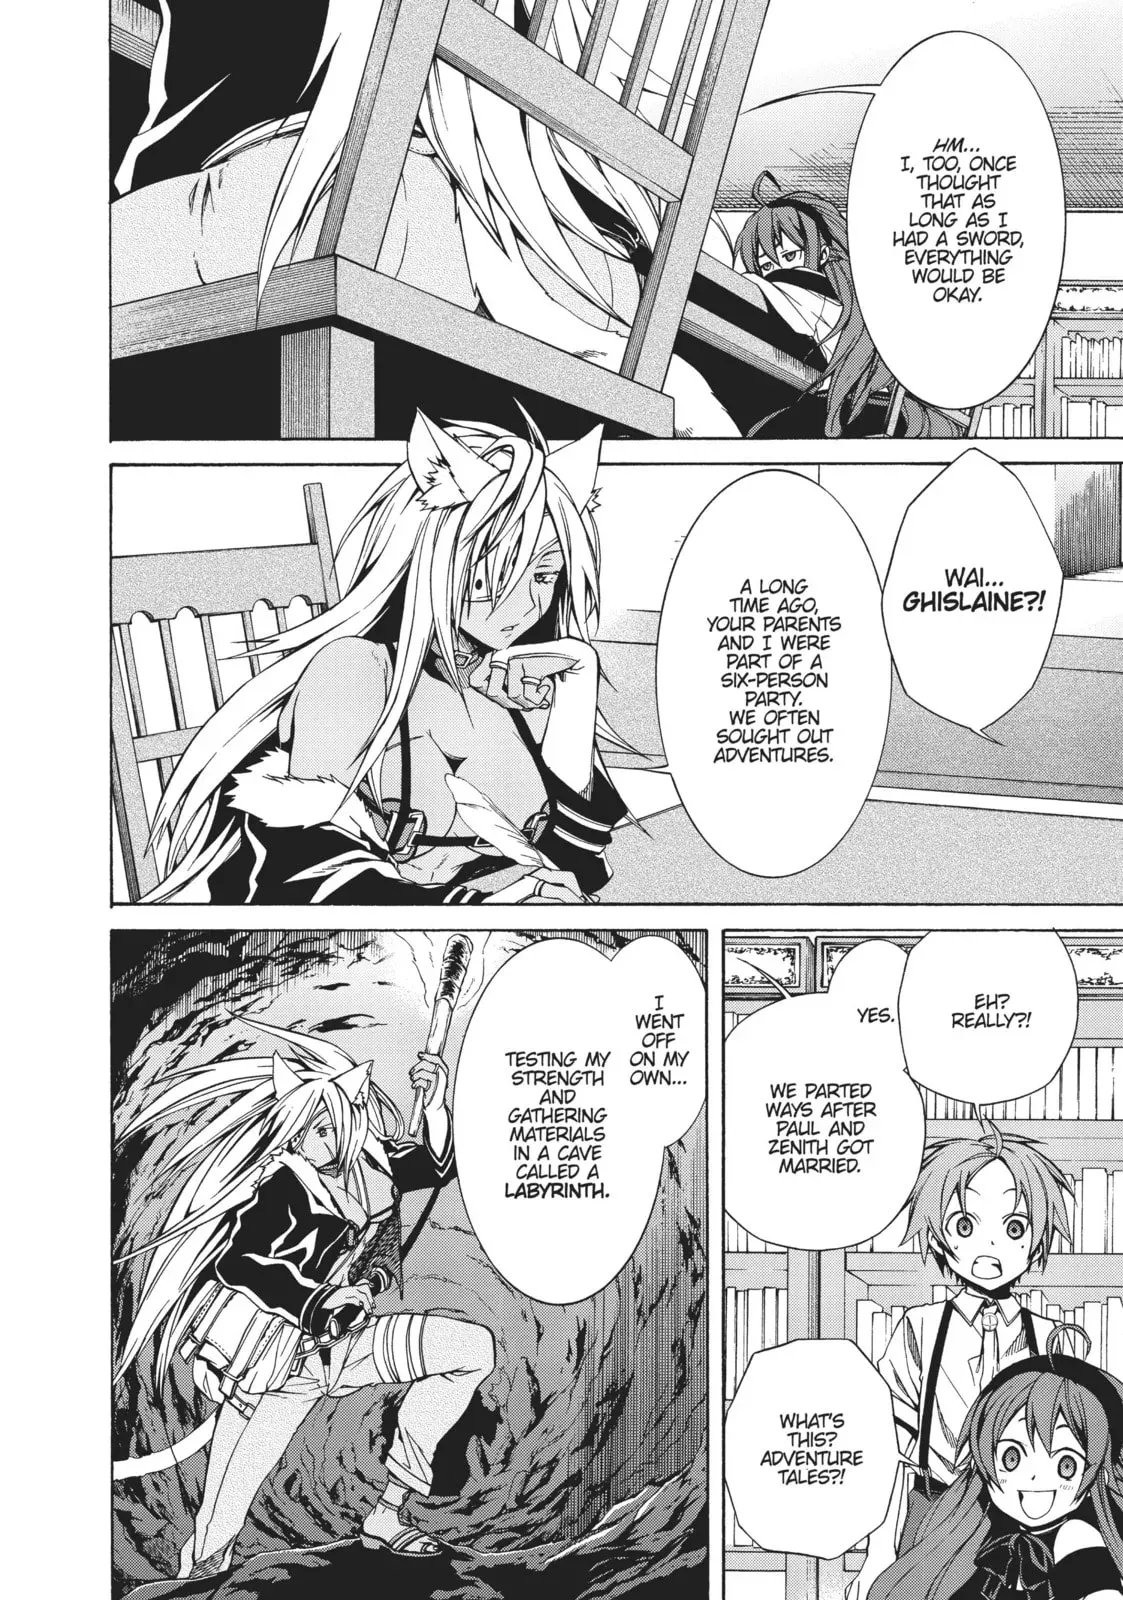 HM...
I, TOO, ONCE
THOUGHT
THAT AS
LONG AS I
HAD A SWORD,
EVERYTHING
WOULD BE
OKAY.
WAI...
GHISLAINE?!
A LONG
TIME AGO,
YOUR PARENTS
AND I WERE
PART OF A
SIX-PERSON
PARTY.
WE OFTEN
SOUGHT OUT
ADVENTURES.
EH?
REALLY?!
YES.
WE PARTED
WAYS AFTER
PAUL AND
ZENITH GOT
MARRIED.
WHAT'S
THIS?
ADVENTURE
TALES?!
I
WENT
OFF
ON MY
OWN...
TESTING MY
STRENGTH
AND
GATHERING
MATERIALS
IN A CAVE
CALLED A
LABYRINTH.